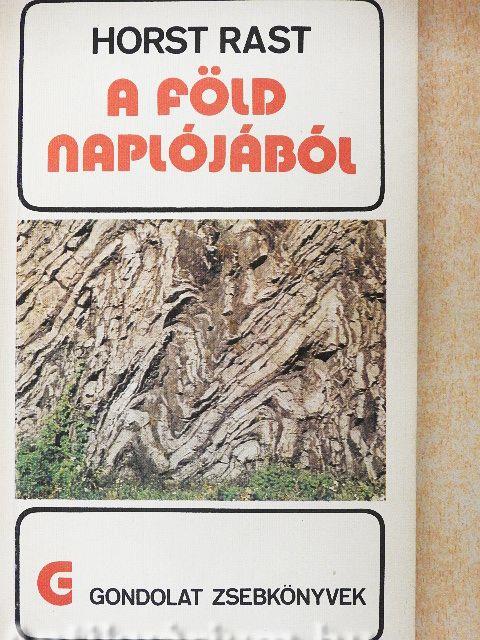 HORST RAST
A FÖLD
NAPLÓJÁBÓL
G GONDOLAT ZSEBKÖNYVEK